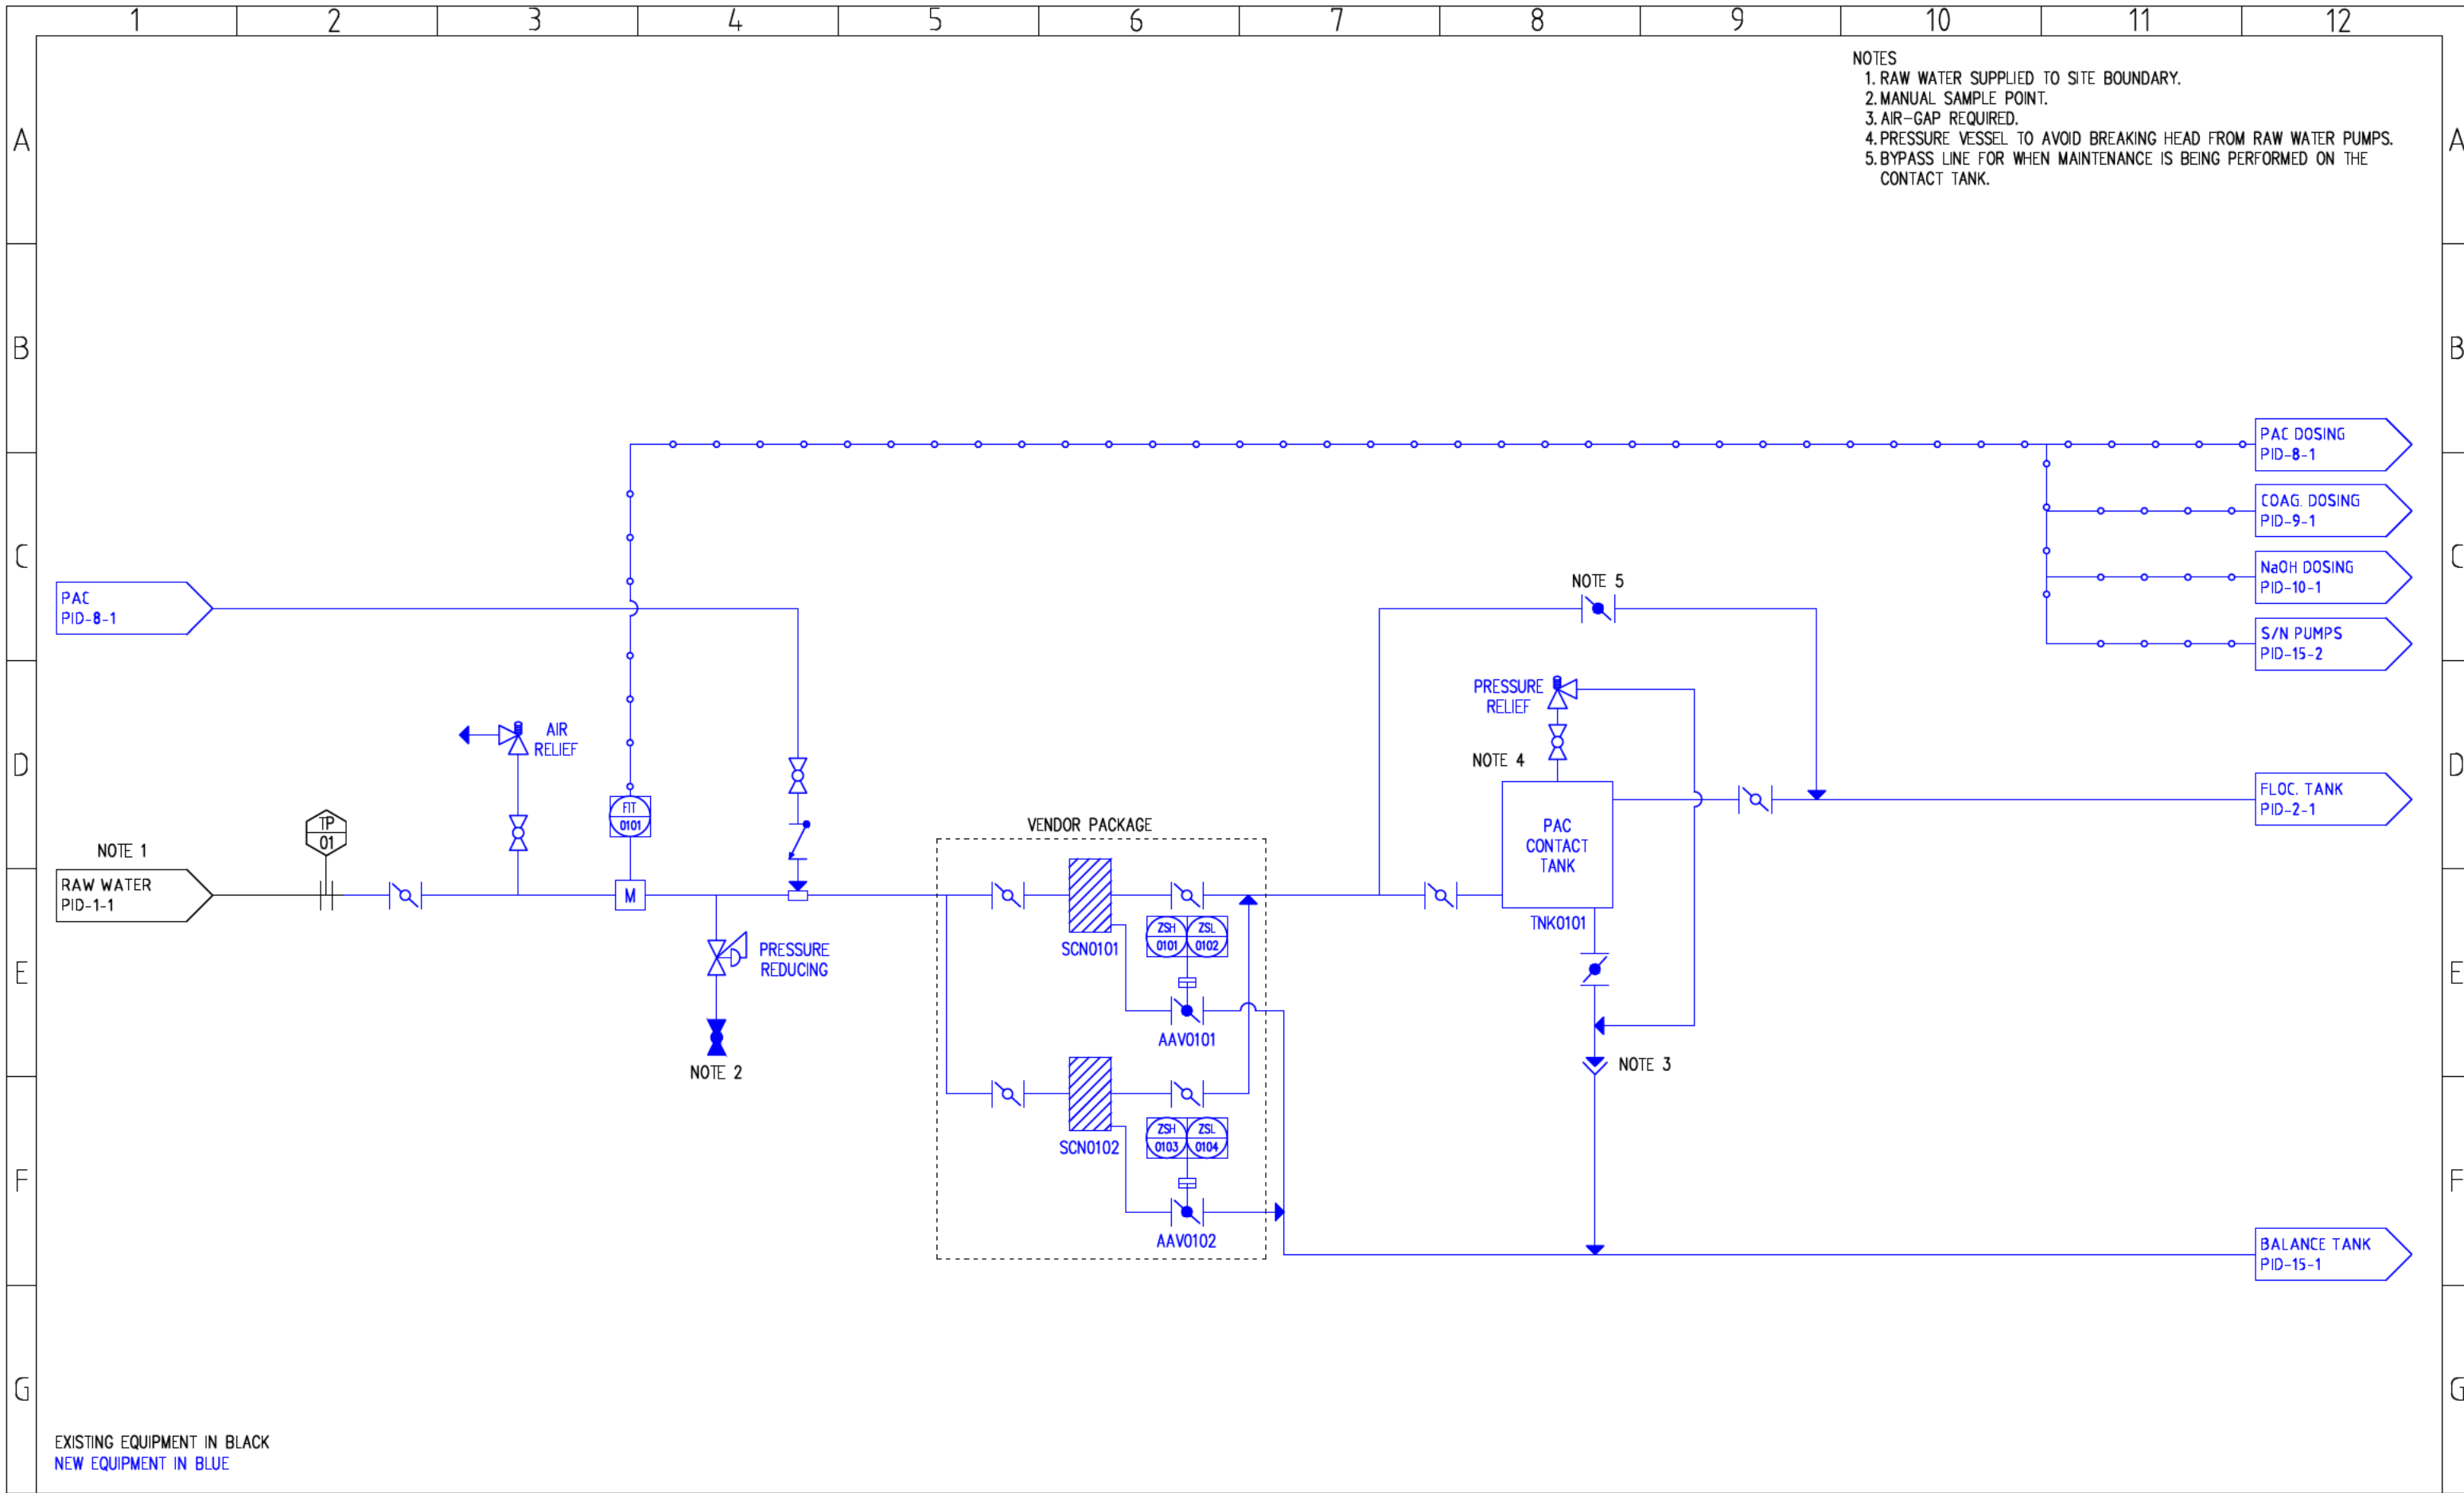 1 2 3 4 5 6 7 8 9 10 11 12
NOTES
1. RAW WATER SUPPLIED TO SITE BOUNDARY.
2. MANUAL SAMPLE POINT.
3. AIR-GAP REQUIRED.
4. PRESSURE VESSEL TO AVOID BREAKING HEAD FROM RAW WATER PUMPS.
5. BYPASS LINE FOR WHEN MAINTENANCE IS BEING PERFORMED ON THE
CONTACT TANK.
A A
B B
PAC DOSING
PID-8-1
COAG. DOSING
PID-9-1
C C
NaOH DOSING
PID-10-1
NOTE 5
PAC
PID-8-1
S/N PUMPS
PID-15-2
PRESSURE
RELIEF
AIR
RELIEF
NOTE 4
D D
FLOC. TANK
PID-2-1
FIT
0101
TP
01
VENDOR PACKAGE
PAC
CONTACT
TANK
NOTE 1
RAW WATER
PID-1-1
M
TNK0101
ZSH
0101
ZSL
0102
SCN0101
PRESSURE
REDUCING
E E
AAV0101
NOTE 2
NOTE 3
ZSH
0103
ZSL
0104
SCN0102
F F
AAV0102
BALANCE TANK
PID-15-1
G G
EXISTING EQUIPMENT IN BLACK
NEW EQUIPMENT IN BLUE